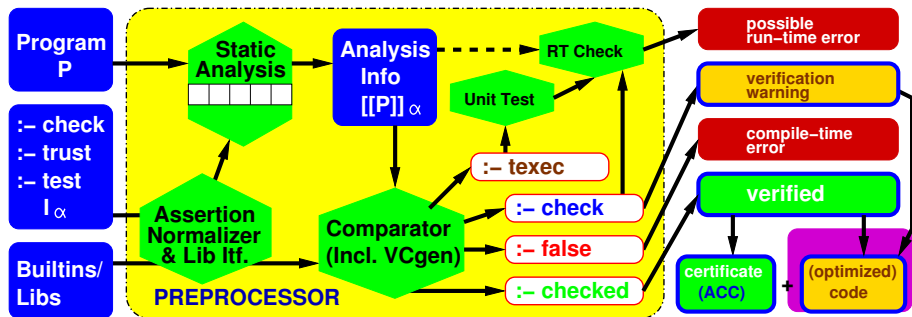 Program
P
:– check
:– trust
:– test
I α
Builtins/
Libs
Static
Analysis
Assertion
Normalizer
& Lib Itf.
PREPROCESSOR
Analysis
Info
[[P]] α
Comparator
(Incl. VCgen)
RT Check
Unit Test
:– texec
:– check
:– false
:– checked
possible
run–time error
verification
warning
compile–time
error
verified
certificate
(ACC)
+
(optimized)
code